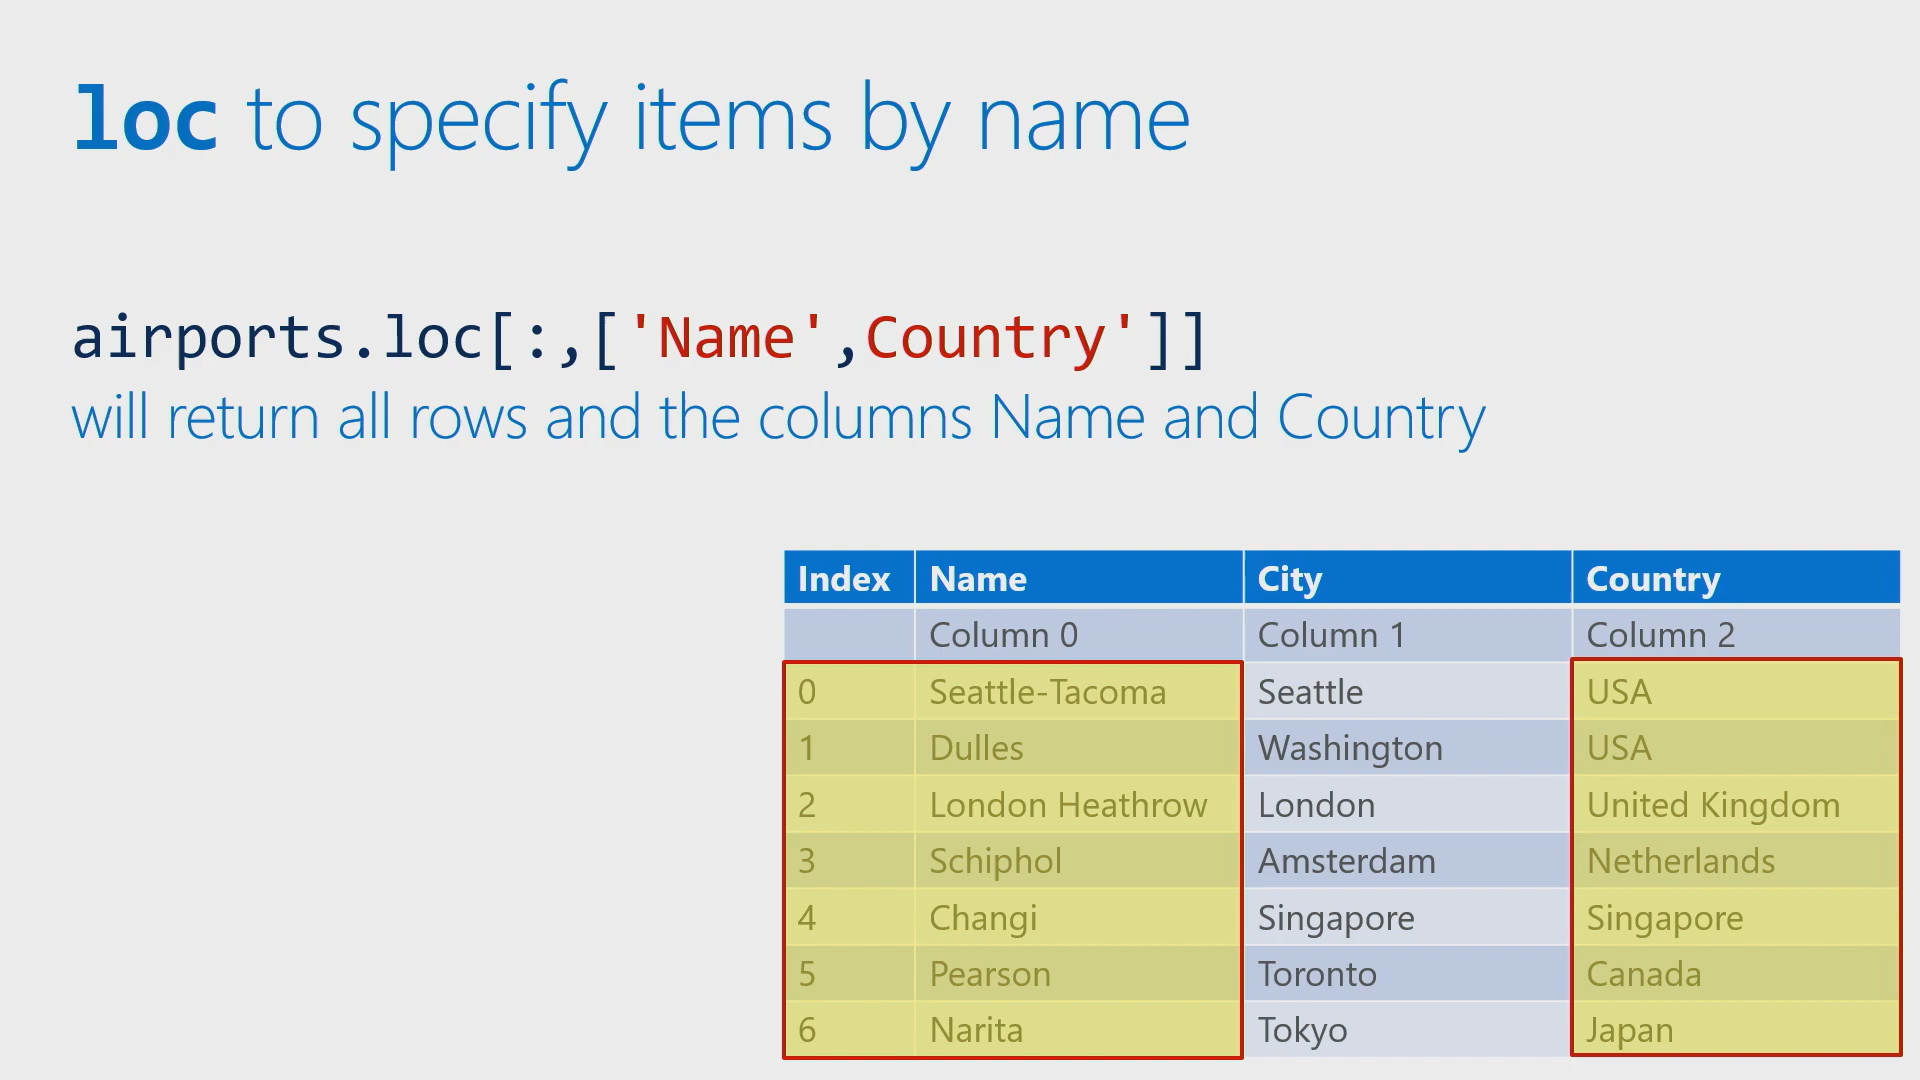 loc to specify items by name
airports.loc[:,['Name',Country']]
will return all rows and the columns Name and Country
Index Name City Country
Column 0 Column 1 Column 2
0 Seattle-Tacoma Seattle USA
1 Dulles Washington USA
2 London Heathrow London United Kingdom
3 Schiphol Amsterdam Netherlands
4 Changi Singapore Singapore
5 Pearson Toronto Canada
6 Narita Tokyo Japan